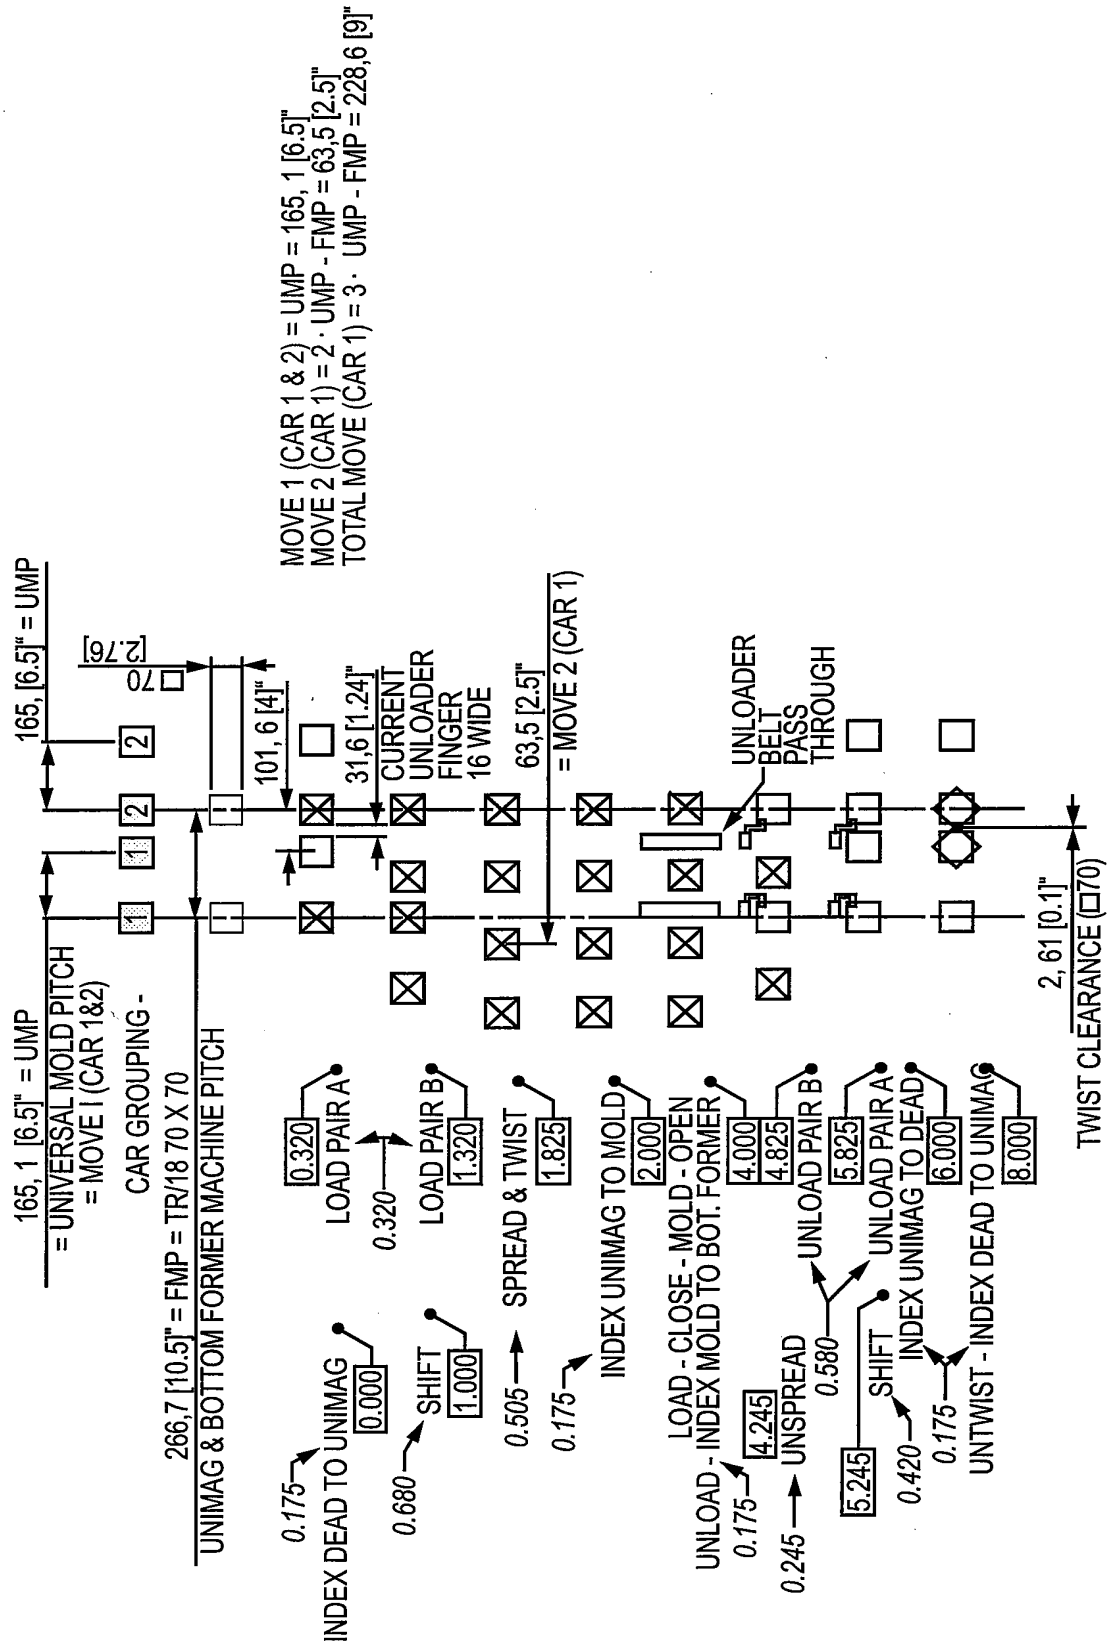 165, 1 [6.5]" = UMP
= UNIVERSAL MOLD PITCH
= MOVE I (CAR 1&2)
165, [6.5]" = UMP
CAR GROUPING -
1
1
2
2
266,7 [10.5]" = FMP = TR/18 70 X 70
UNIMAG & BOTTOM FORMER MACHINE PITCH
□70
[2.76]
101, 6 [4]"
31,6 [1.24]"
CURRENT
UNLOADER
FINGER
16 WIDE
63,5 [2.5]"
= MOVE 2 (CAR 1)
UNLOADER
BELT
PASS
THROUGH
MOVE 1 (CAR 1 & 2) = UMP = 165, 1 [6.5]"
MOVE 2 (CAR 1) = 2 · UMP - FMP = 63,5 [2.5]"
TOTAL MOVE (CAR 1) = 3 · UMP - FMP = 228,6 [9]"
0.175
INDEX DEAD TO UNIMAG
0.000
0.320
LOAD PAIR A
0.320
0.680
SHIFT
1.000
LOAD PAIR B
1.320
0.505
SPREAD & TWIST
1.825
0.175
INDEX UNIMAG TO MOLD
2.000
LOAD - CLOSE - MOLD - OPEN
UNLOAD - INDEX MOLD TO BOT. FORMER
4.000
0.175
4.245
0.245
UNSPREAD
4.825
UNLOAD PAIR B
0.580
5.245
SHIFT
5.825
UNLOAD PAIR A
0.420
INDEX UNIMAG TO DEAD
6.000
0.175
UNTWIST - INDEX DEAD TO UNIMAG
8.000
2, 61 [0.1]"
TWIST CLEARANCE (□70)